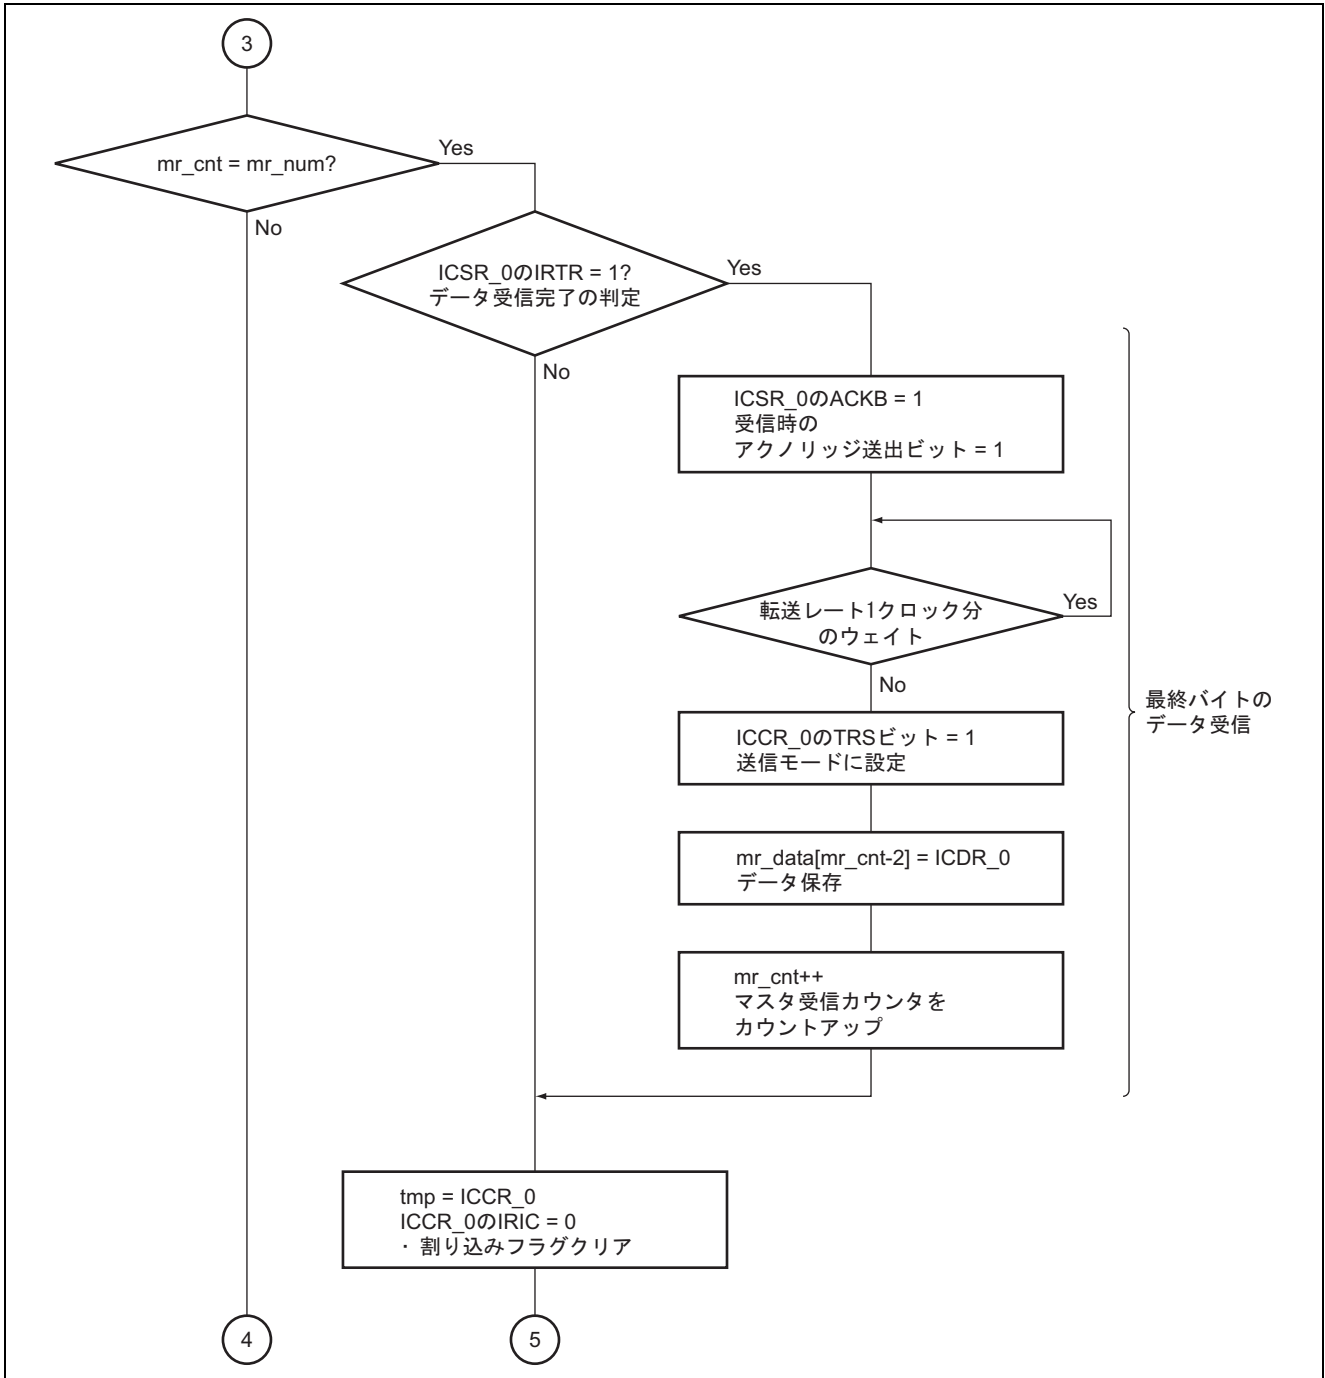 3
mr_cnt = mr_num?
Yes
No
ICSR_0のIRTR = 1?
データ受信完了の判定
Yes
No
ICSR_0のACKB = 1
受信時の
アクノリッジ送出ビット = 1
転送レート1クロック分
のウェイト
Yes
No
ICCR_0のTRSビット = 1
送信モードに設定
mr_data[mr_cnt-2] = ICDR_0
データ保存
mr_cnt++
マスタ受信カウンタを
カウントアップ
最終バイトの
データ受信
tmp = ICCR_0
ICCR_0のIRIC = 0
・割り込みフラグクリア
4
5